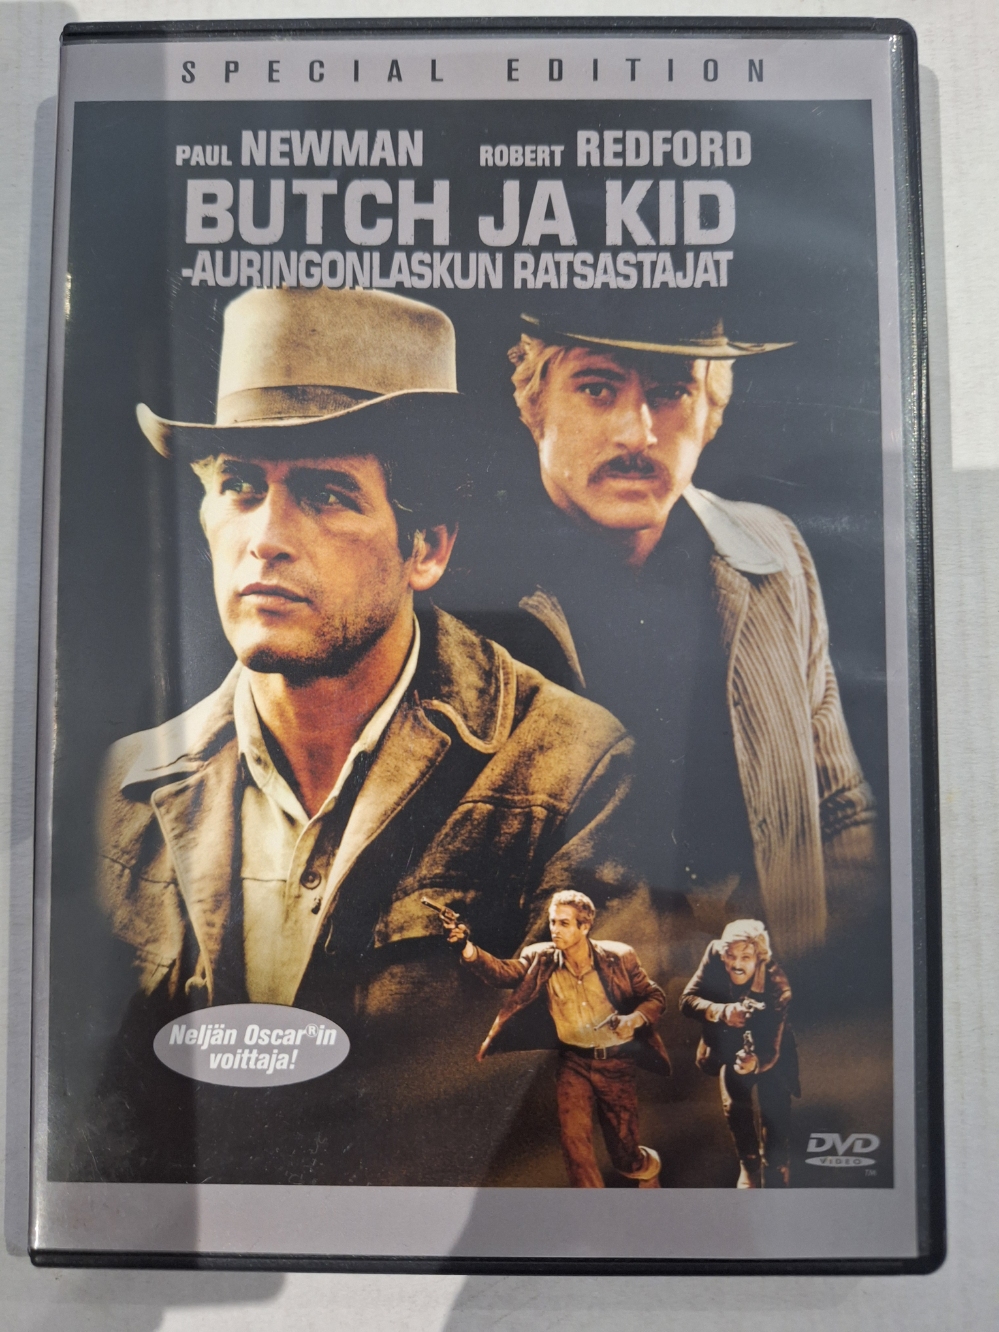 SPECIAL EDITION
PAUL NEWMAN ROBERT REDFORD
BUTCH JA KID
-AURINGONLASKUN RATSASTAJAT
Neljän Oscar®in
voittaja!
DVD
VIDEO